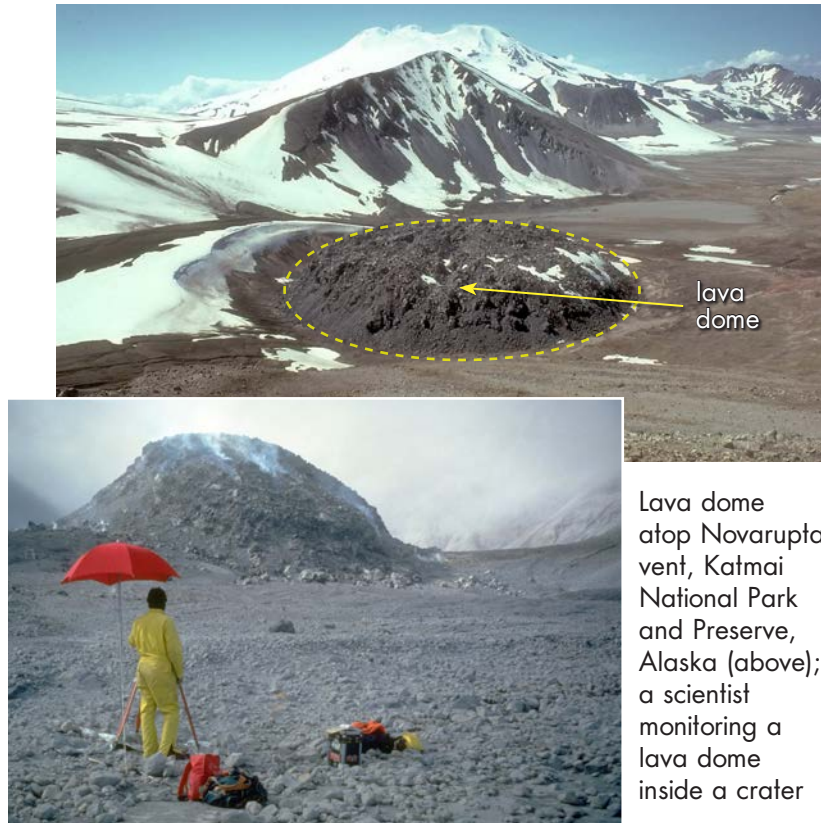 lava
dome
Lava dome
atop Novarupta
vent, Katmai
National Park
and Preserve,
Alaska (above);
a scientist
monitoring a
lava dome
inside a crater